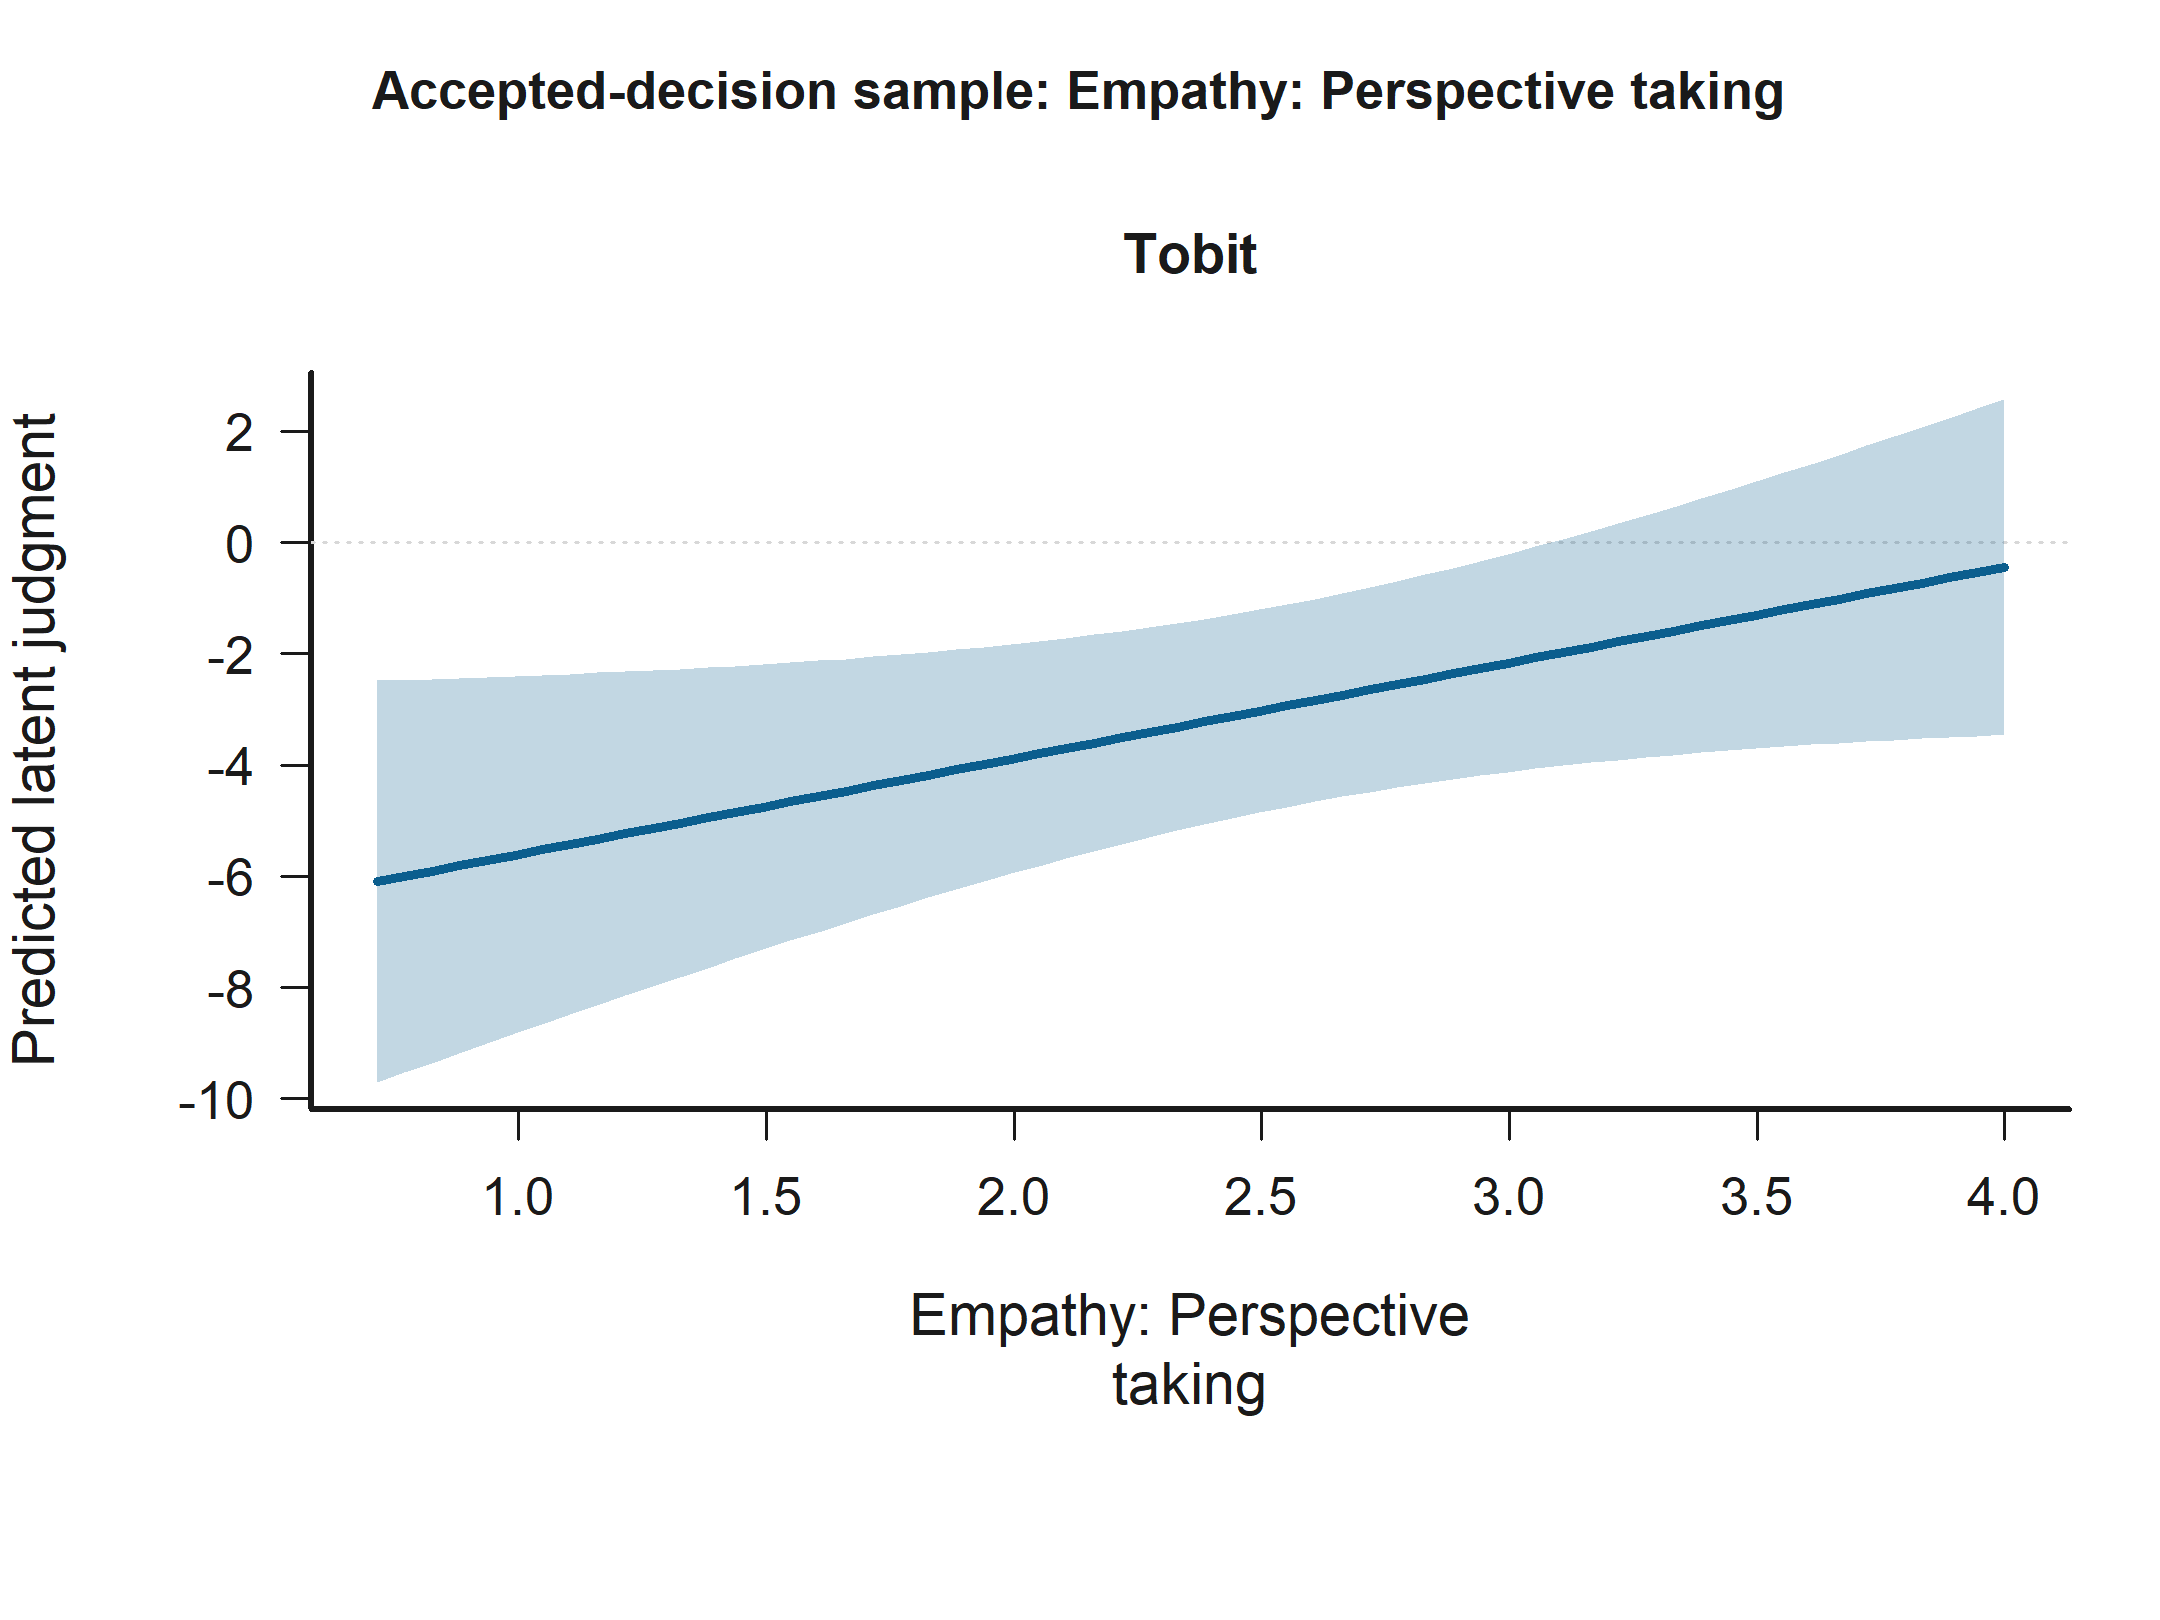 Accepted-decision sample: Empathy: Perspective taking
Tobit
Predicted latent judgment
2
0
-2
-4
-6
-8
-10
1.0 1.5 2.0 2.5 3.0 3.5 4.0
Empathy: Perspective
taking